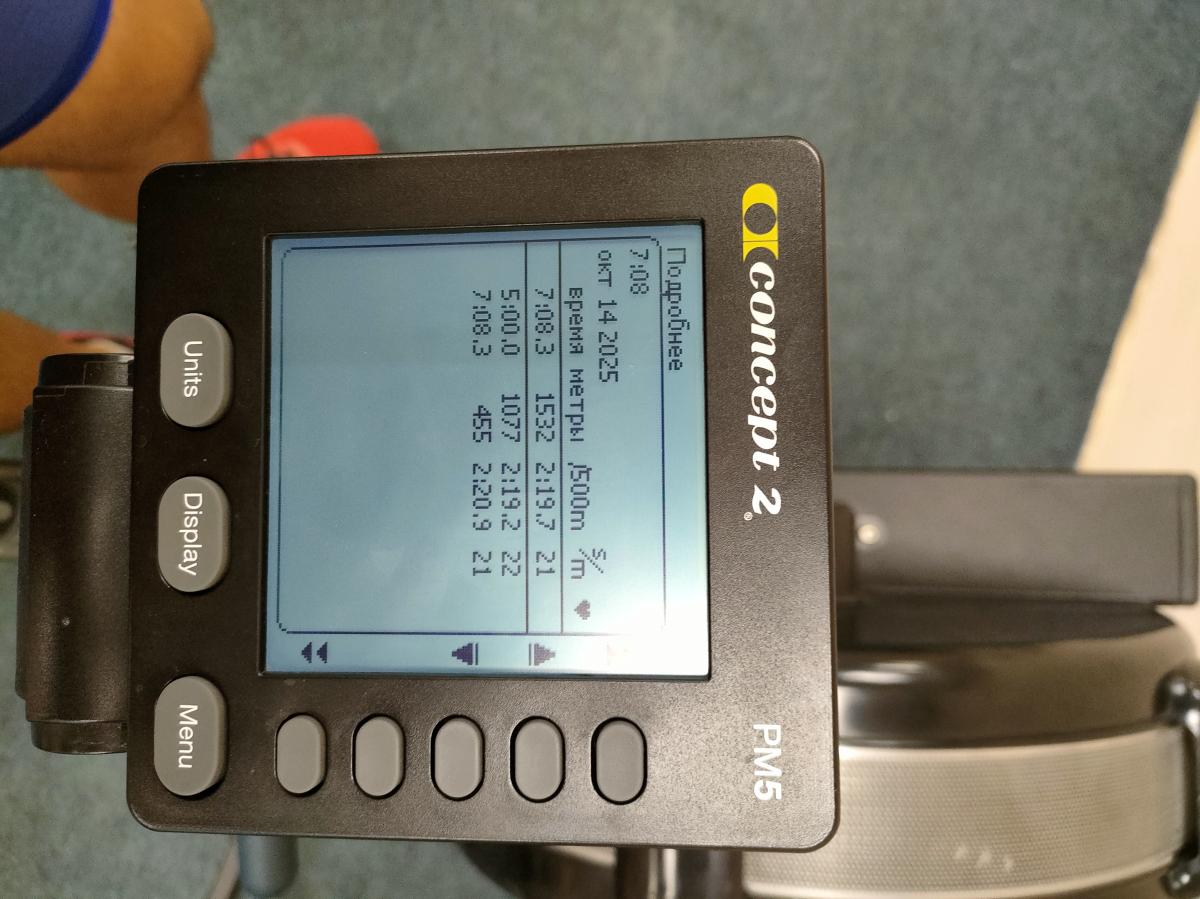 concept 2®
PM5
Подробнее
7:08
окт 14 2025
время метры /500m s/m
7:08.3 1532 2:19.7 21
5:00.0 1077 2:19.2 22
7:08.3 455 2:20.9 21
Units
Display
Menu